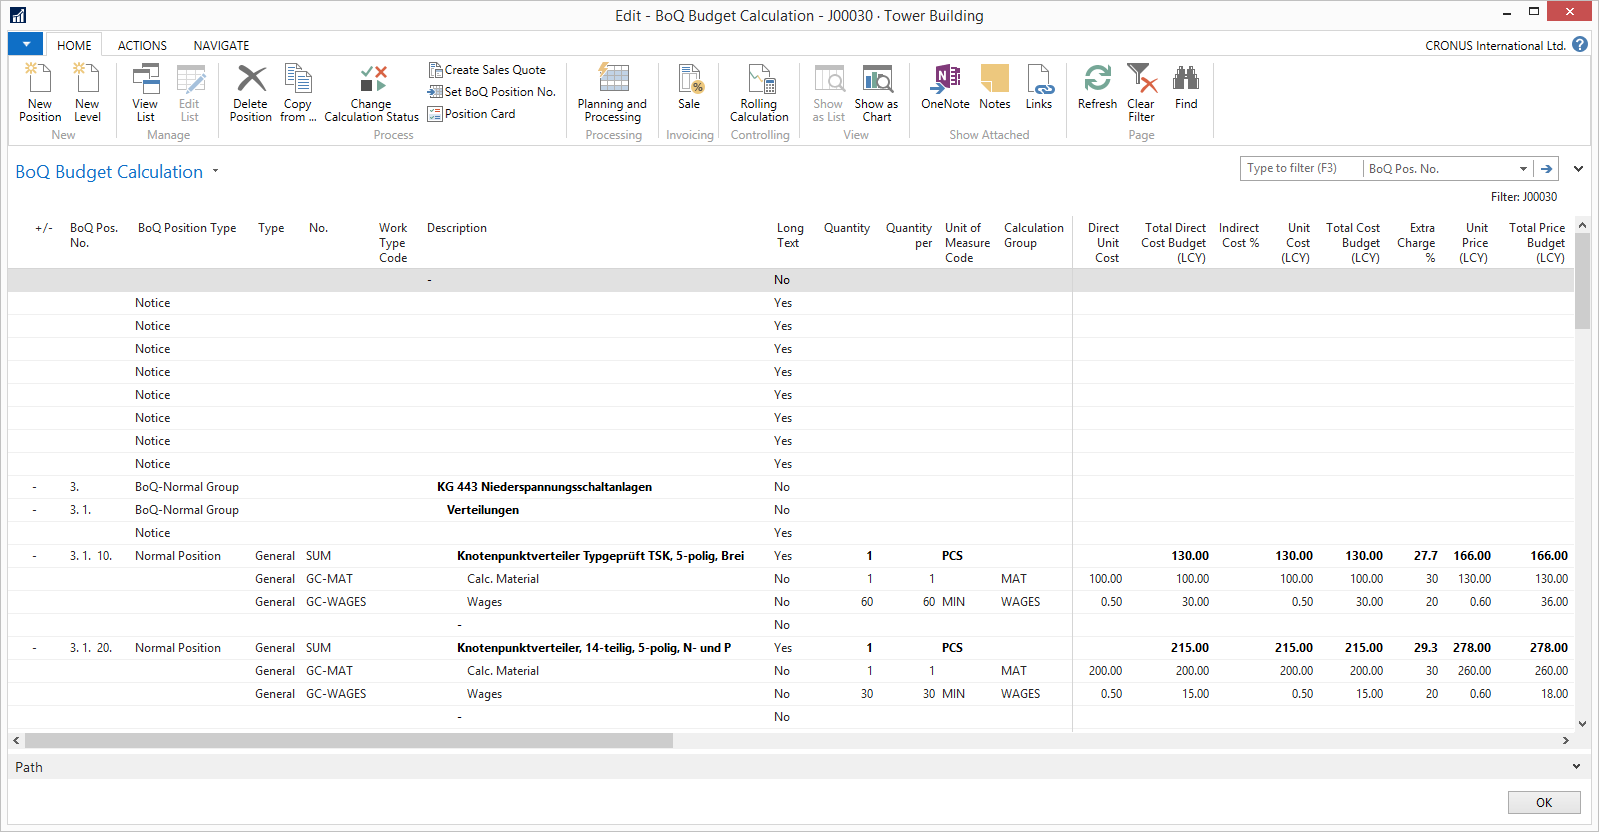 Edit - BoQ Budget Calculation - J00030 · Tower Building
HOME ACTIONS NAVIGATE CRONUS International Ltd. ?
New Position
New Level
New
View List
Edit List
Manage
Delete Position
Copy from ...
Change Calculation Status
Create Sales Quote
Set BoQ Position No.
Position Card
Process
Planning and Processing
Processing
Sale
Invoicing
Rolling Calculation
Controlling
Show as List
Show as Chart
View
OneNote
Notes
Links
Show Attached
Refresh
Clear Filter
Find
Page
BoQ Budget Calculation
Type to filter (F3) BoQ Pos. No.
Filter: J00030
+/- BoQ Pos. No. BoQ Position Type Type No. Work Type Code Description Long Text Quantity Quantity per Unit of Measure Code Calculation Group Direct Unit Cost Total Direct Cost Budget (LCY) Indirect Cost % Unit Cost (LCY) Total Cost Budget (LCY) Extra Charge % Unit Price (LCY) Total Price Budget (LCY)
- No
Notice Yes
Notice Yes
Notice Yes
Notice Yes
Notice Yes
Notice Yes
Notice Yes
Notice Yes
- 3. BoQ-Normal Group KG 443 Niederspannungsschaltanlagen No
- 3. 1. BoQ-Normal Group Verteilungen No
Notice Yes
- 3. 1. 10. Normal Position General SUM Knotenpunktverteiler Typgeprüft TSK, 5-polig, Brei Yes 1 PCS 130.00 130.00 130.00 27.7 166.00 166.00
General GC-MAT Calc. Material No 1 1 MAT 100.00 100.00 100.00 100.00 30 130.00 130.00
General GC-WAGES Wages No 60 60 MIN WAGES 0.50 30.00 0.50 30.00 20 0.60 36.00
- No
- 3. 1. 20. Normal Position General SUM Knotenpunktverteiler, 14-teilig, 5-polig, N- und P Yes 1 PCS 215.00 215.00 215.00 29.3 278.00 278.00
General GC-MAT Calc. Material No 1 1 MAT 200.00 200.00 200.00 200.00 30 260.00 260.00
General GC-WAGES Wages No 30 30 MIN WAGES 0.50 15.00 0.50 15.00 20 0.60 18.00
- No
Path
OK